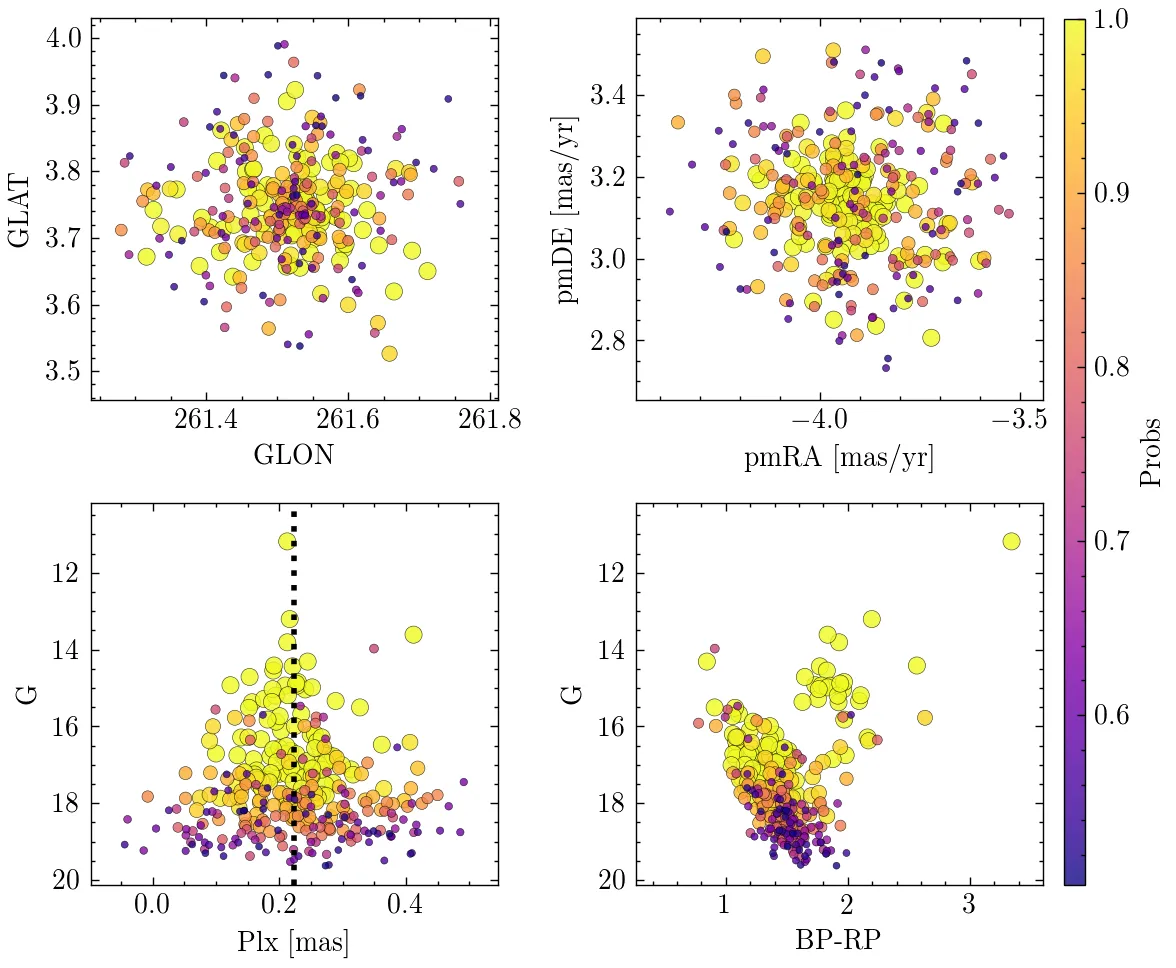 4.0
3.9
3.8
3.7
3.6
3.5
GLAT
261.4 261.6 261.8
GLON
3.4
3.2
3.0
2.8
pmDE [mas/yr]
−4.0 −3.5
pmRA [mas/yr]
1.0
0.9
0.8
0.7
0.6
Probs
12
14
16
18
20
G
0.0 0.2 0.4
Plx [mas]
12
14
16
18
20
G
1 2 3
BP-RP